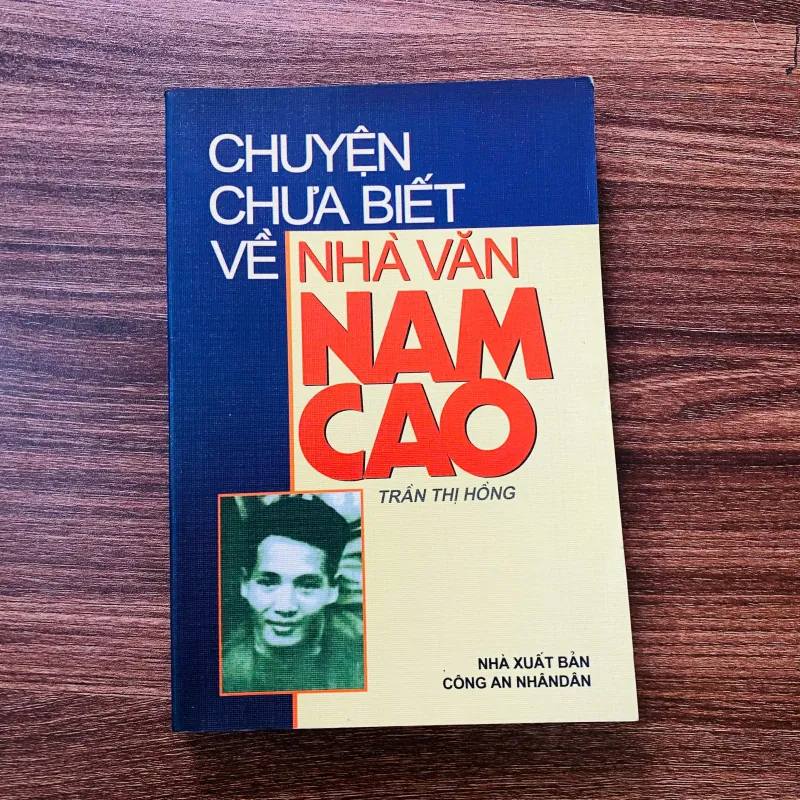 CHUYỆN
CHƯA BIẾT
VỀ NHÀ VĂN
NAM
CAO
TRẦN THỊ HỒNG
NHÀ XUẤT BẢN
CÔNG AN NHÂNDÂN